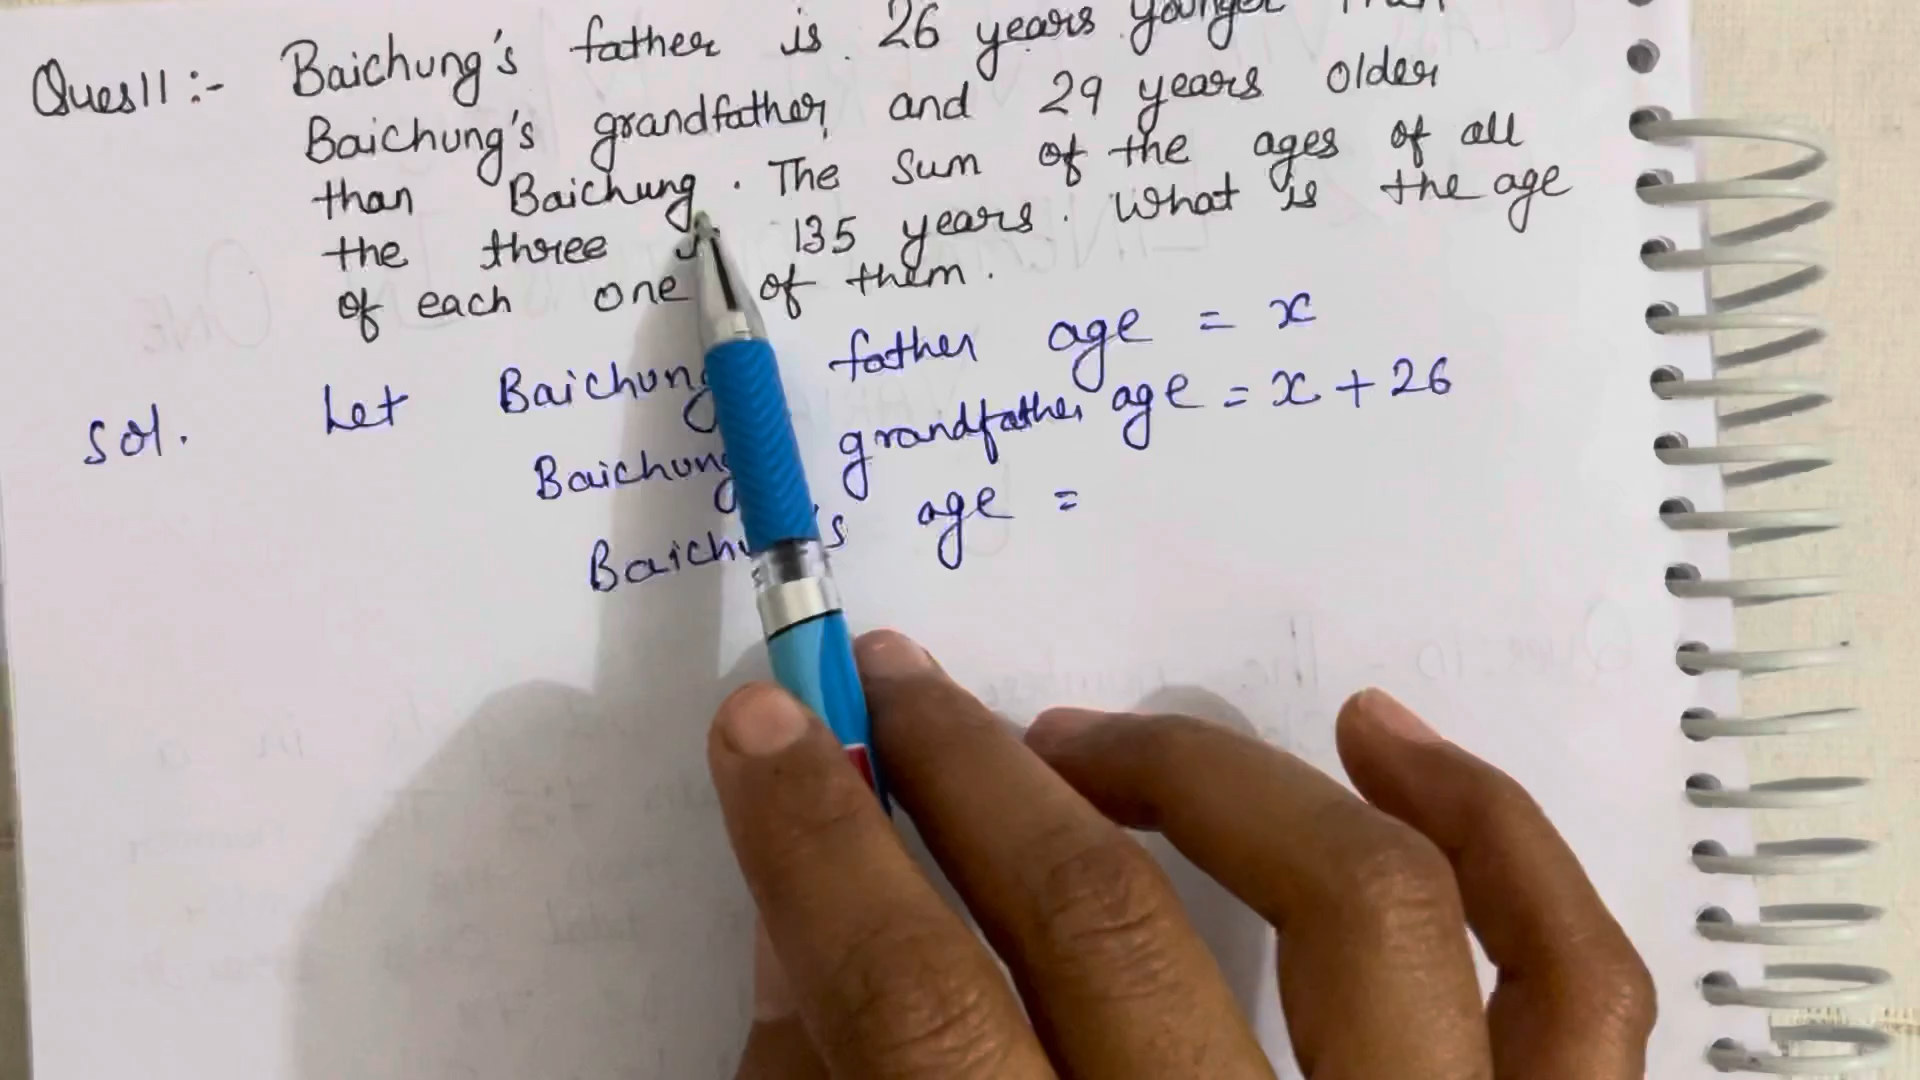 Ques11:- Baichung's father is 26 years younger than
Baichung's grandfather, and 29 years older
than Baichung. The sum of the ages of all
the three 135 years. What is the age
of each one of them.
Sol. Let Baichung father age = x
Baichung grandfather age = x + 26
Baichu's age =